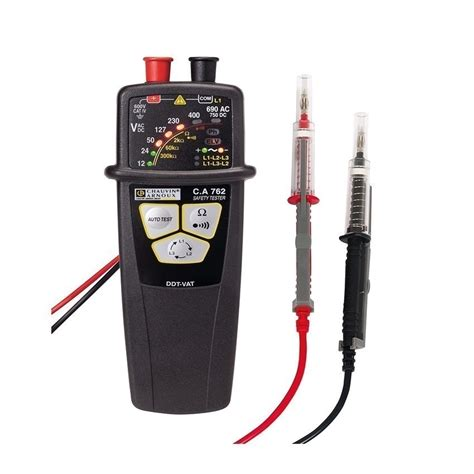 +
COM L1
600V
CAT IV
690 AC
750 DC
V AC
DC
127
230
400
50
2kΩ
Ph
24
60kΩ
ELV
12
300kΩ
L1-L2-L3
L1-L3-L2
CHAUVIN
ARNOUX
C.A 762
SAFETY TESTER
AUTO TEST
Ω
L1
L3 L2
DDT-VAT